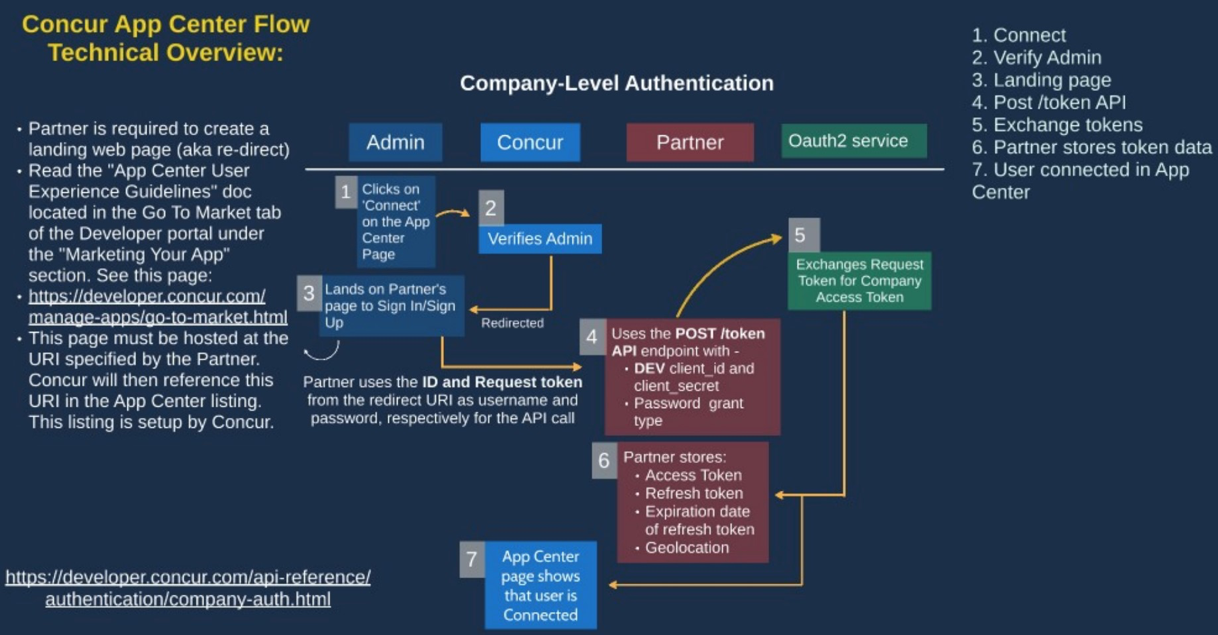 Concur App Center Flow
Technical Overview:
Company-Level Authentication
Admin
Concur
Partner
Oauth2 service
• Partner is required to create a
landing web page (aka re-direct)
• Read the "App Center User
Experience Guidelines" doc
located in the Go To Market tab
of the Developer portal under
the "Marketing Your App"
section. See this page:
• https://developer.concur.com/
manage-apps/go-to-market.html
• This page must be hosted at the
URI specified by the Partner.
Concur will then reference this
URI in the App Center listing.
This listing is setup by Concur.
https://developer.concur.com/api-reference/
authentication/company-auth.html
1
Clicks on
'Connect'
on the App
Center
Page
2
Verifies Admin
3
Lands on Partner's
page to Sign In/Sign
Up
Redirected
Partner uses the ID and Request token
from the redirect URI as username and
password, respectively for the API call
4
Uses the POST /token
API endpoint with -
• DEV client_id and
client_secret
• Password grant
type
5
Exchanges Request
Token for Company
Access Token
6
Partner stores:
• Access Token
• Refresh token
• Expiration date
of refresh token
• Geolocation
7
App Center
page shows
that user is
Connected
1. Connect
2. Verify Admin
3. Landing page
4. Post /token API
5. Exchange tokens
6. Partner stores token data
7. User connected in App
Center